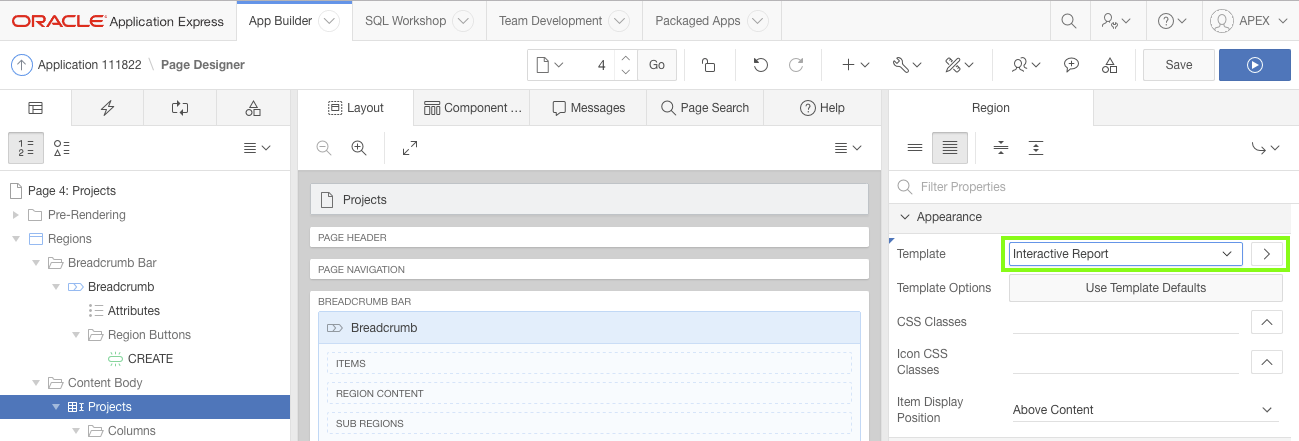 ORACLE Application Express App Builder SQL Workshop Team Development Packaged Apps APEX
Application 111822 \ Page Designer 4 Go Save
Layout Component ... Messages Page Search Help Region
1 =
2 =
Page 4: Projects
Pre-Rendering
Regions
Breadcrumb Bar
Breadcrumb
Attributes
Region Buttons
CREATE
Content Body
Projects
Columns
Projects
PAGE HEADER
PAGE NAVIGATION
BREADCRUMB BAR
Breadcrumb
ITEMS
REGION CONTENT
SUB REGIONS
Filter Properties
Appearance
Template Interactive Report
Template Options Use Template Defaults
CSS Classes
Icon CSS
Classes
Item Display
Position Above Content